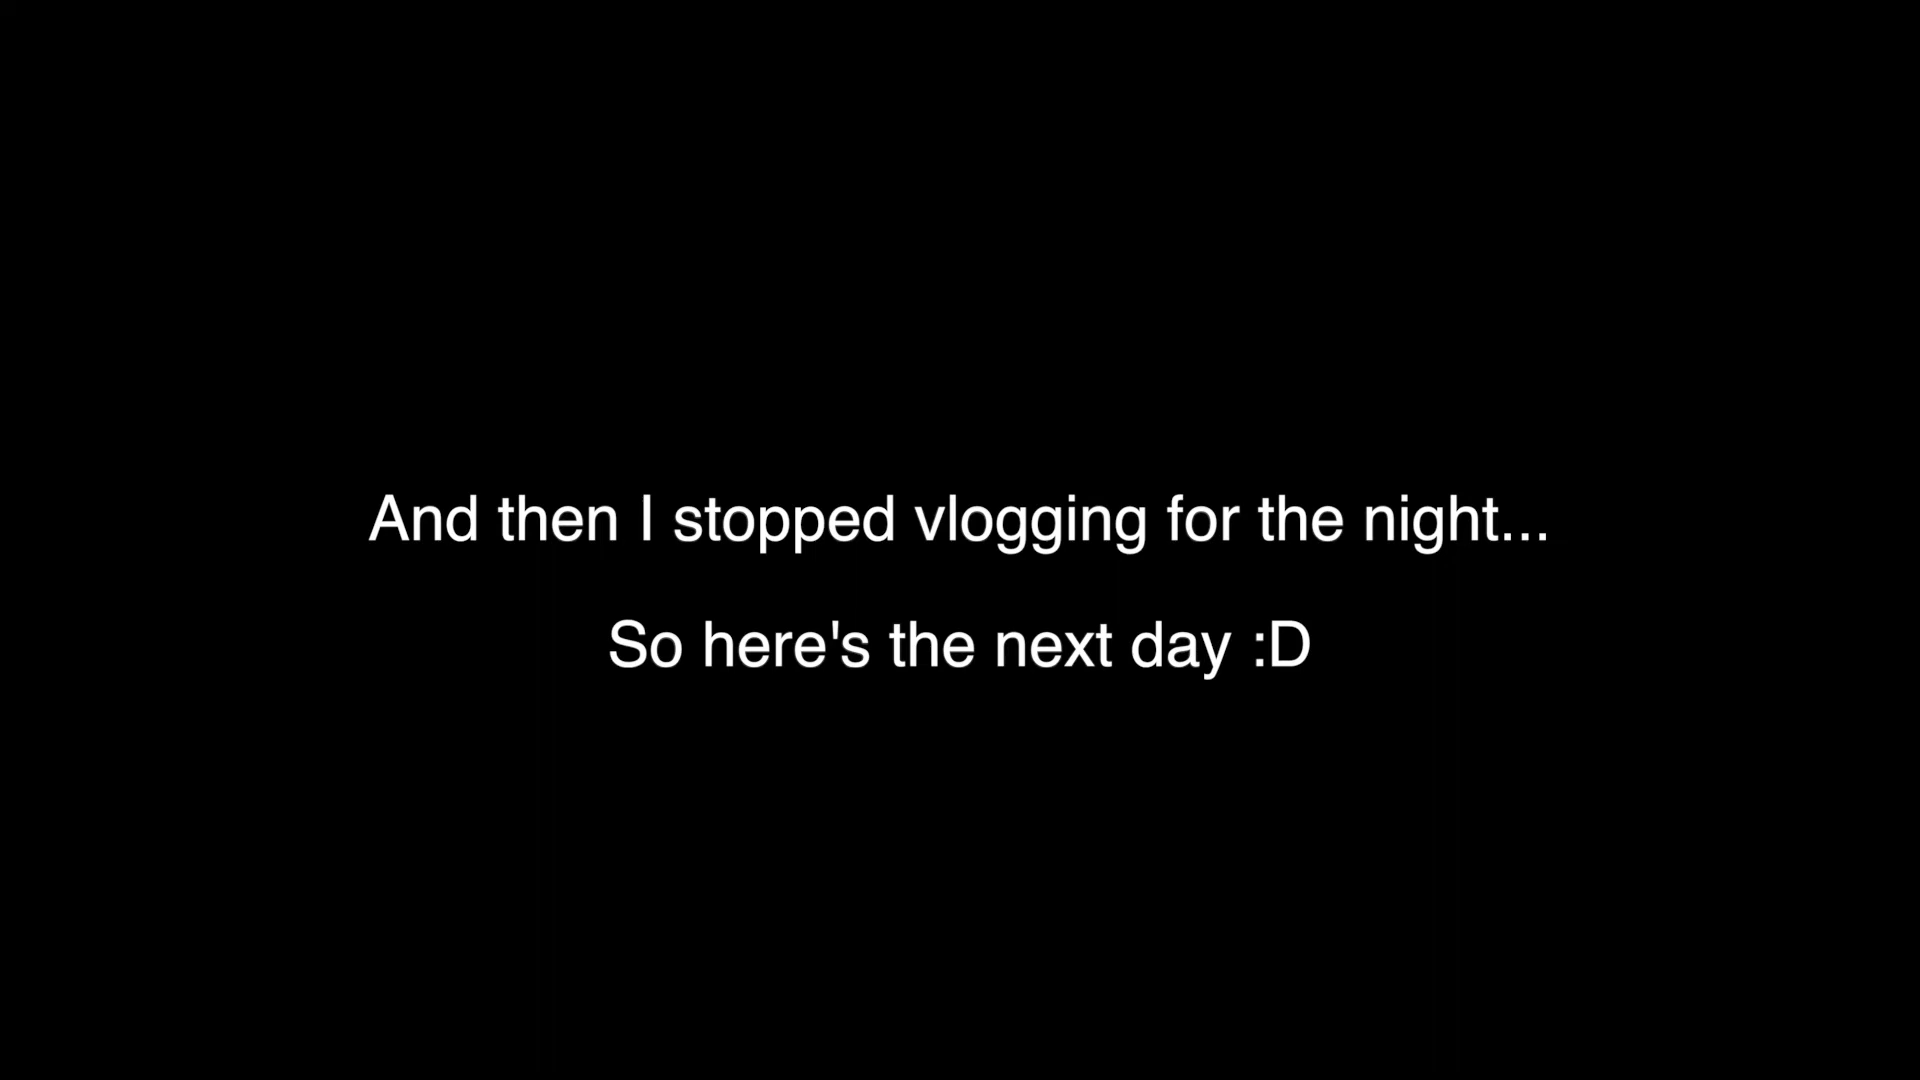 And then I stopped vlogging for the night...
So here's the next day :D